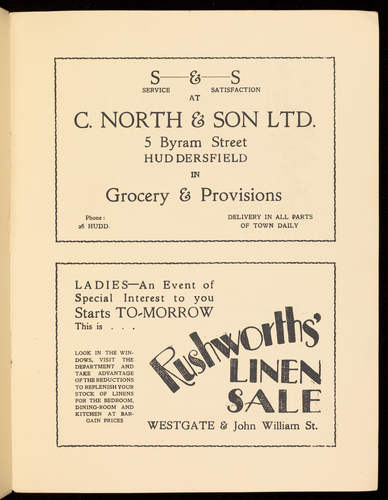 S—&—S
SERVICE SATISFACTION
AT
C. NORTH & SON LTD.
5 Byram Street
HUDDERSFIELD
IN
Grocery & Provisions
Phone:
26 HUDD.
DELIVERY IN ALL PARTS
OF TOWN DAILY
LADIES—An Event of
Special Interest to you
Starts TO-MORROW
This is . . .
LOOK IN THE WIN-
DOWS, VISIT THE
DEPARTMENT AND
TAKE ADVANTAGE
OF THE REDUCTIONS
TO REPLENISH YOUR
STOCK OF LINENS
FOR THE BEDROOM,
DINING-ROOM AND
KITCHEN AT BAR-
GAIN PRICES
Rushworths'
LINEN
SALE
WESTGATE & John William St.